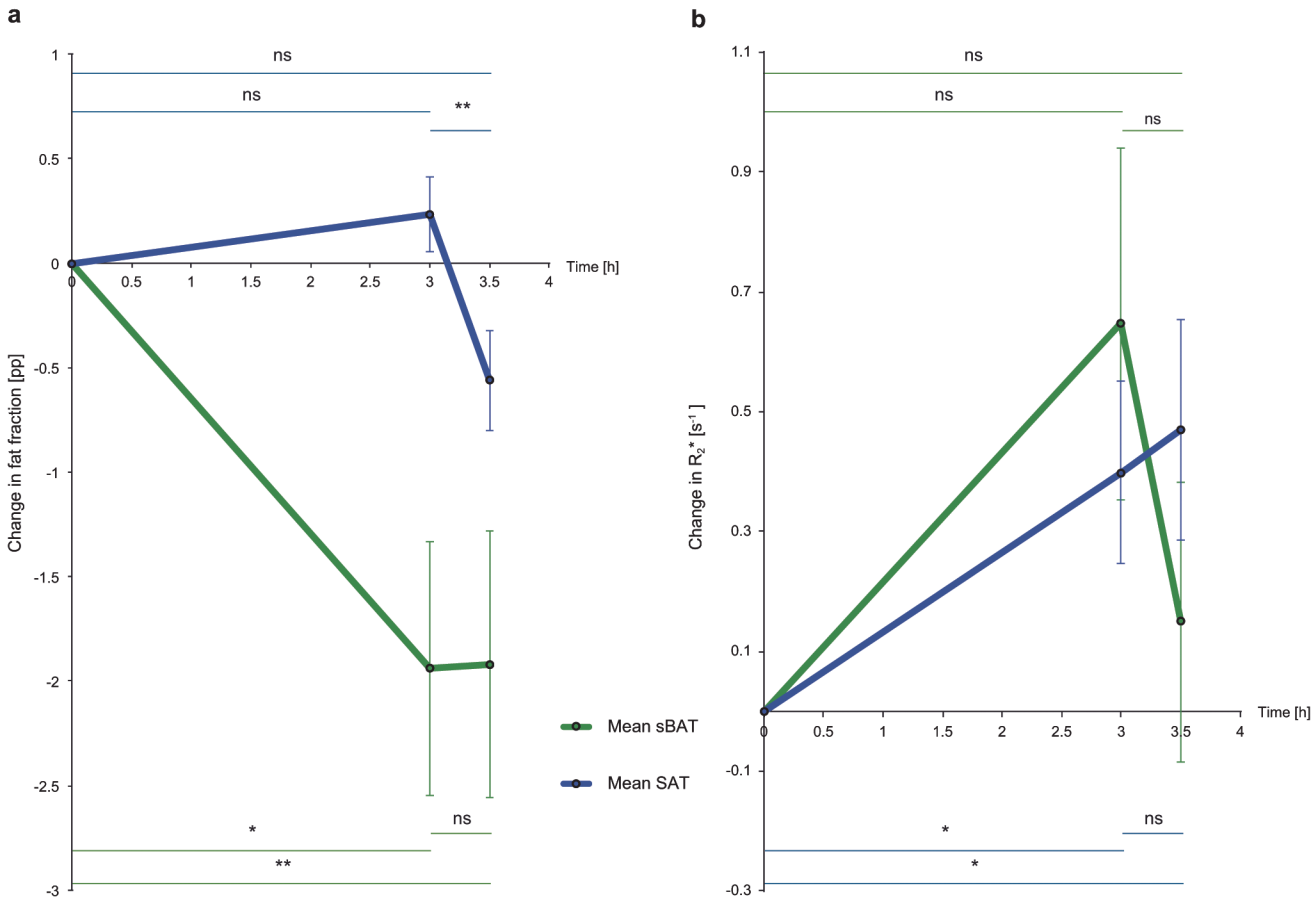 a
1
0.5
0
-0.5
-1
-1.5
-2
-2.5
-3
Change in fat fraction [pp]
ns
ns
**
0 0.5 1 1.5 2 2.5 3 3.5 4
Time [h]
*
ns
**
Mean sBAT
Mean SAT
b
1.1
0.9
0.7
0.5
0.3
0.1
-0.1
-0.3
Change in R2* [s-1 ]
ns
ns
ns
0 0.5 1 1.5 2 2.5 3 3.5 4
Time [h]
*
ns
*